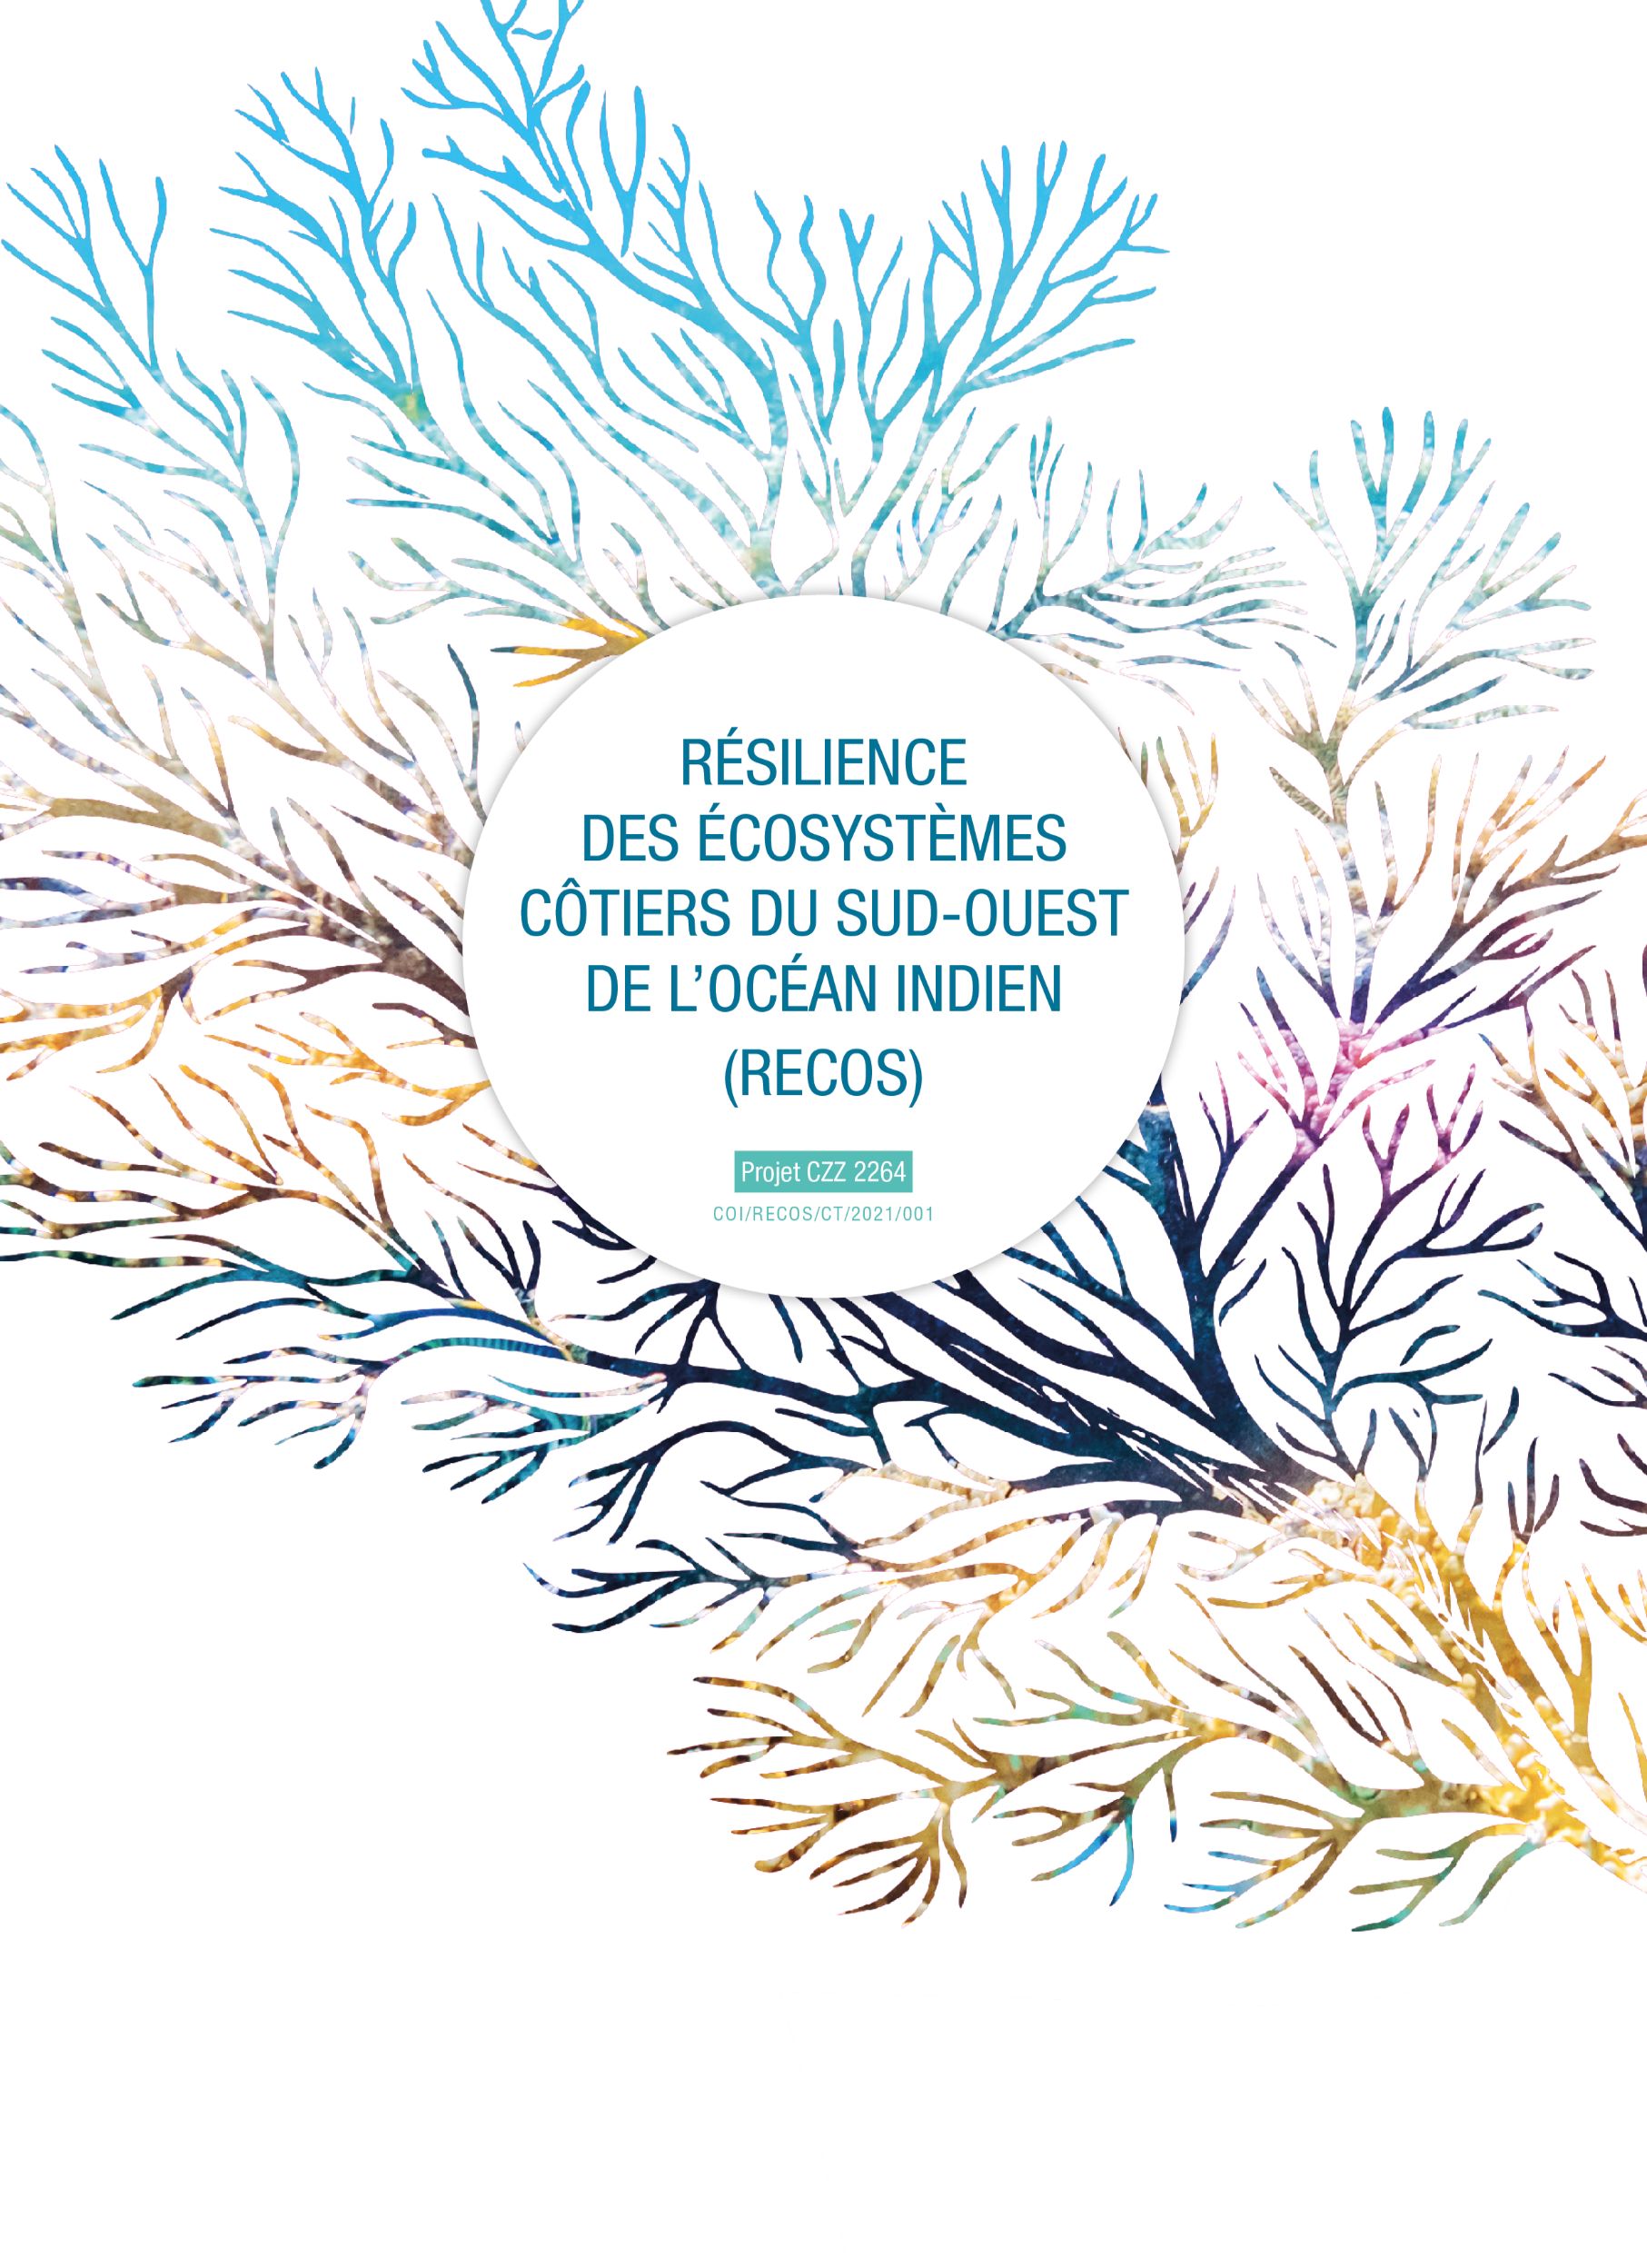 RÉSILIENCE
DES ÉCOSYSTÈMES
CÔTIERS DU SUD-OUEST
DE L’OCÉAN INDIEN
(RECOS)
Projet CZZ 2264
COI/RECOS/CT/2021/001